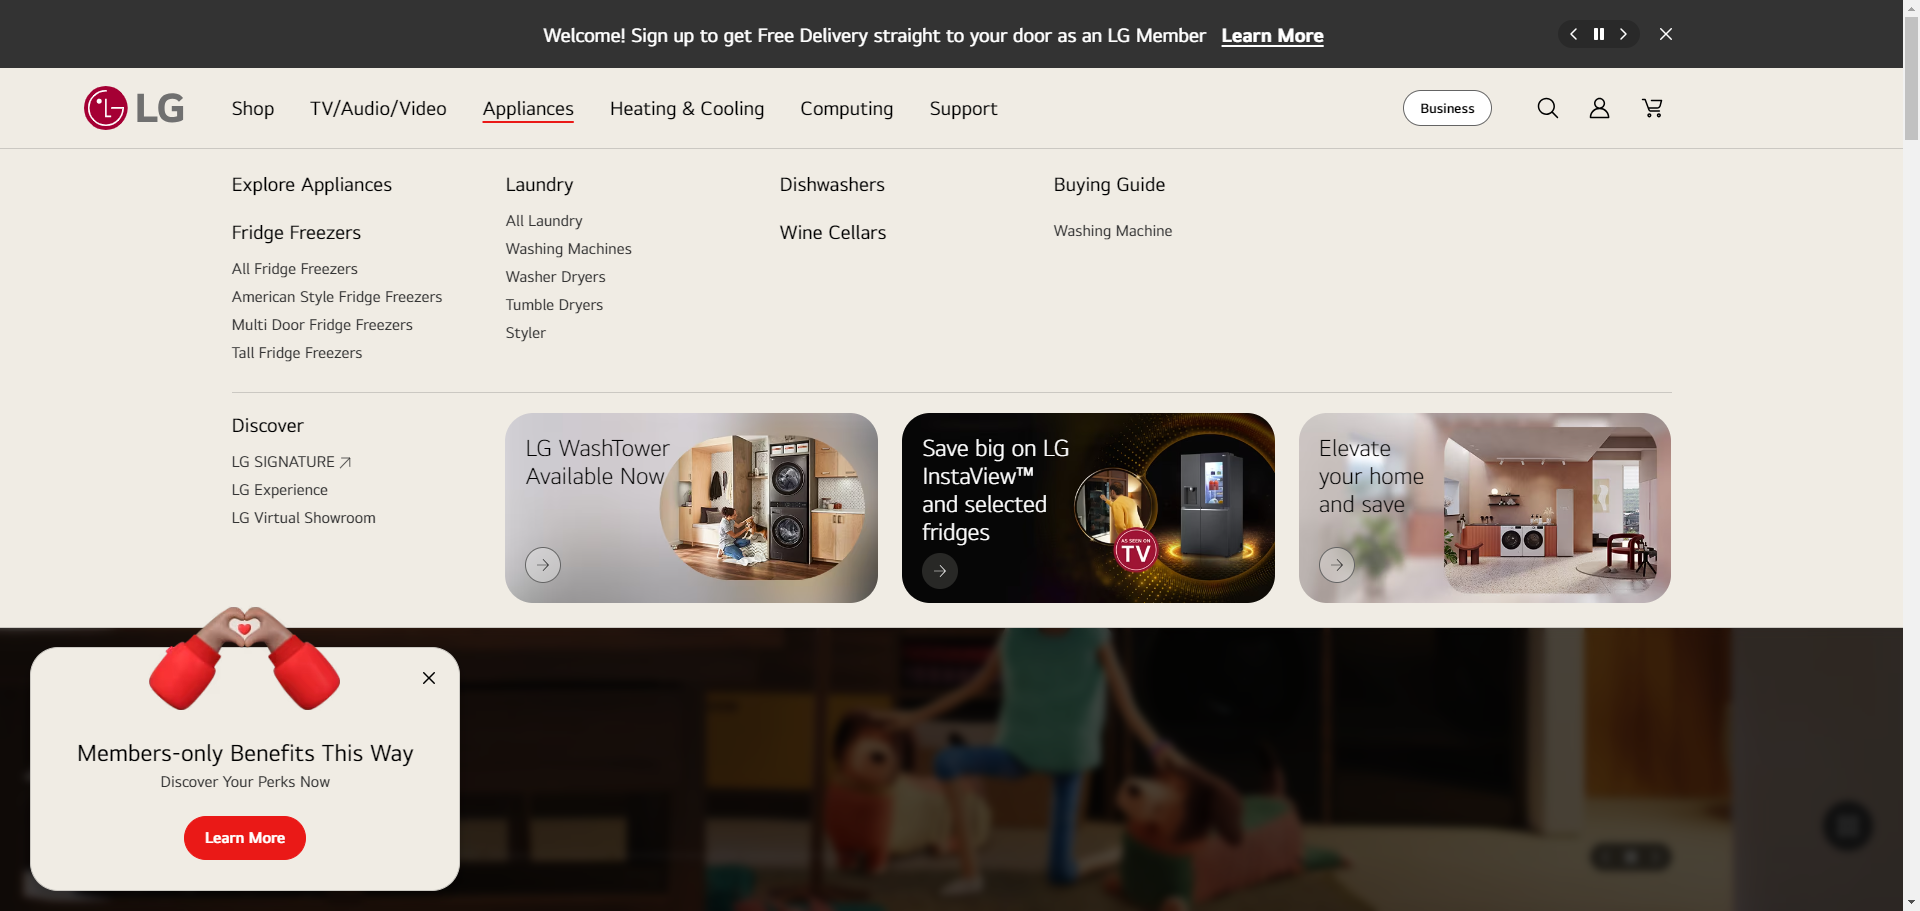 Welcome! Sign up to get Free Delivery straight to your door as an LG Member Learn More
LG Shop TV/Audio/Video Appliances Heating & Cooling Computing Support Business
Explore Appliances
Fridge Freezers
All Fridge Freezers
American Style Fridge Freezers
Multi Door Fridge Freezers
Tall Fridge Freezers
Laundry
All Laundry
Washing Machines
Washer Dryers
Tumble Dryers
Styler
Dishwashers
Wine Cellars
Buying Guide
Washing Machine
Discover
LG SIGNATURE
LG Experience
LG Virtual Showroom
LG WashTower
Available Now
Save big on LG
InstaView™
and selected
fridges
AS SEEN ON
TV
Elevate
your home
and save
Members-only Benefits This Way
Discover Your Perks Now
Learn More